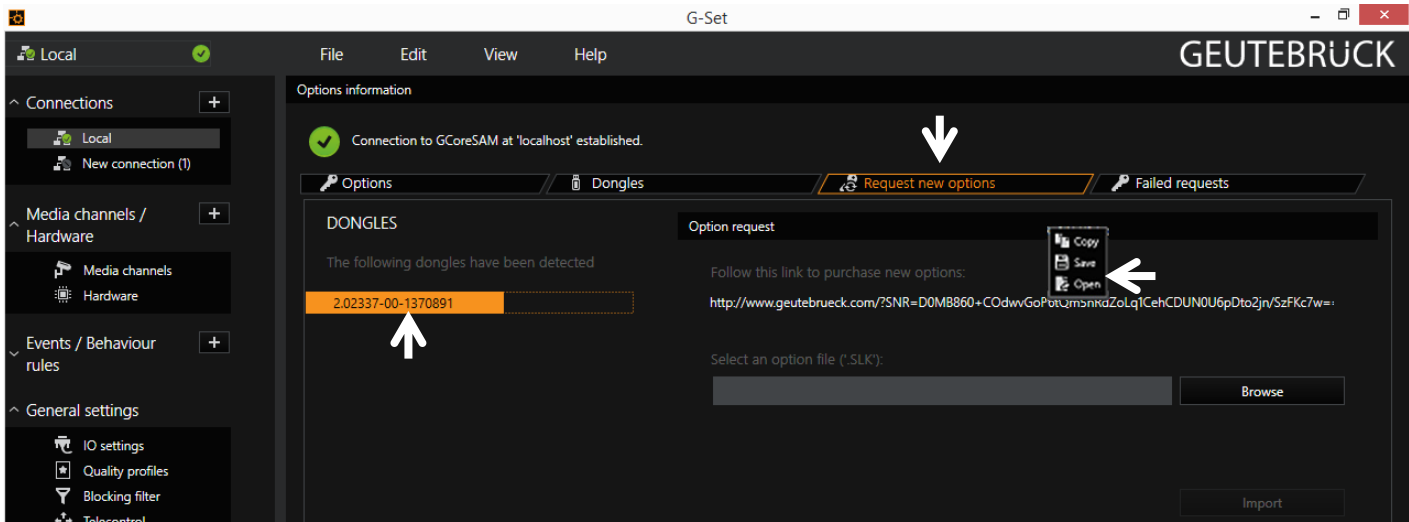 G-Set
Local
File Edit View Help
GEUTEBRÜCK
Connections
Local
New connection (1)
Media channels /
Hardware
Media channels
Hardware
Events / Behaviour
rules
General settings
IO settings
Quality profiles
Blocking filter
Telecontrol
Options information
Connection to GCoreSAM at 'localhost' established.
Options Dongles Request new options Failed requests
DONGLES
The following dongles have been detected
2.02337-00-1370891
Option request
Copy
Save
Open
Follow this link to purchase new options:
Select an option file ('.SLK'):
Browse
Import